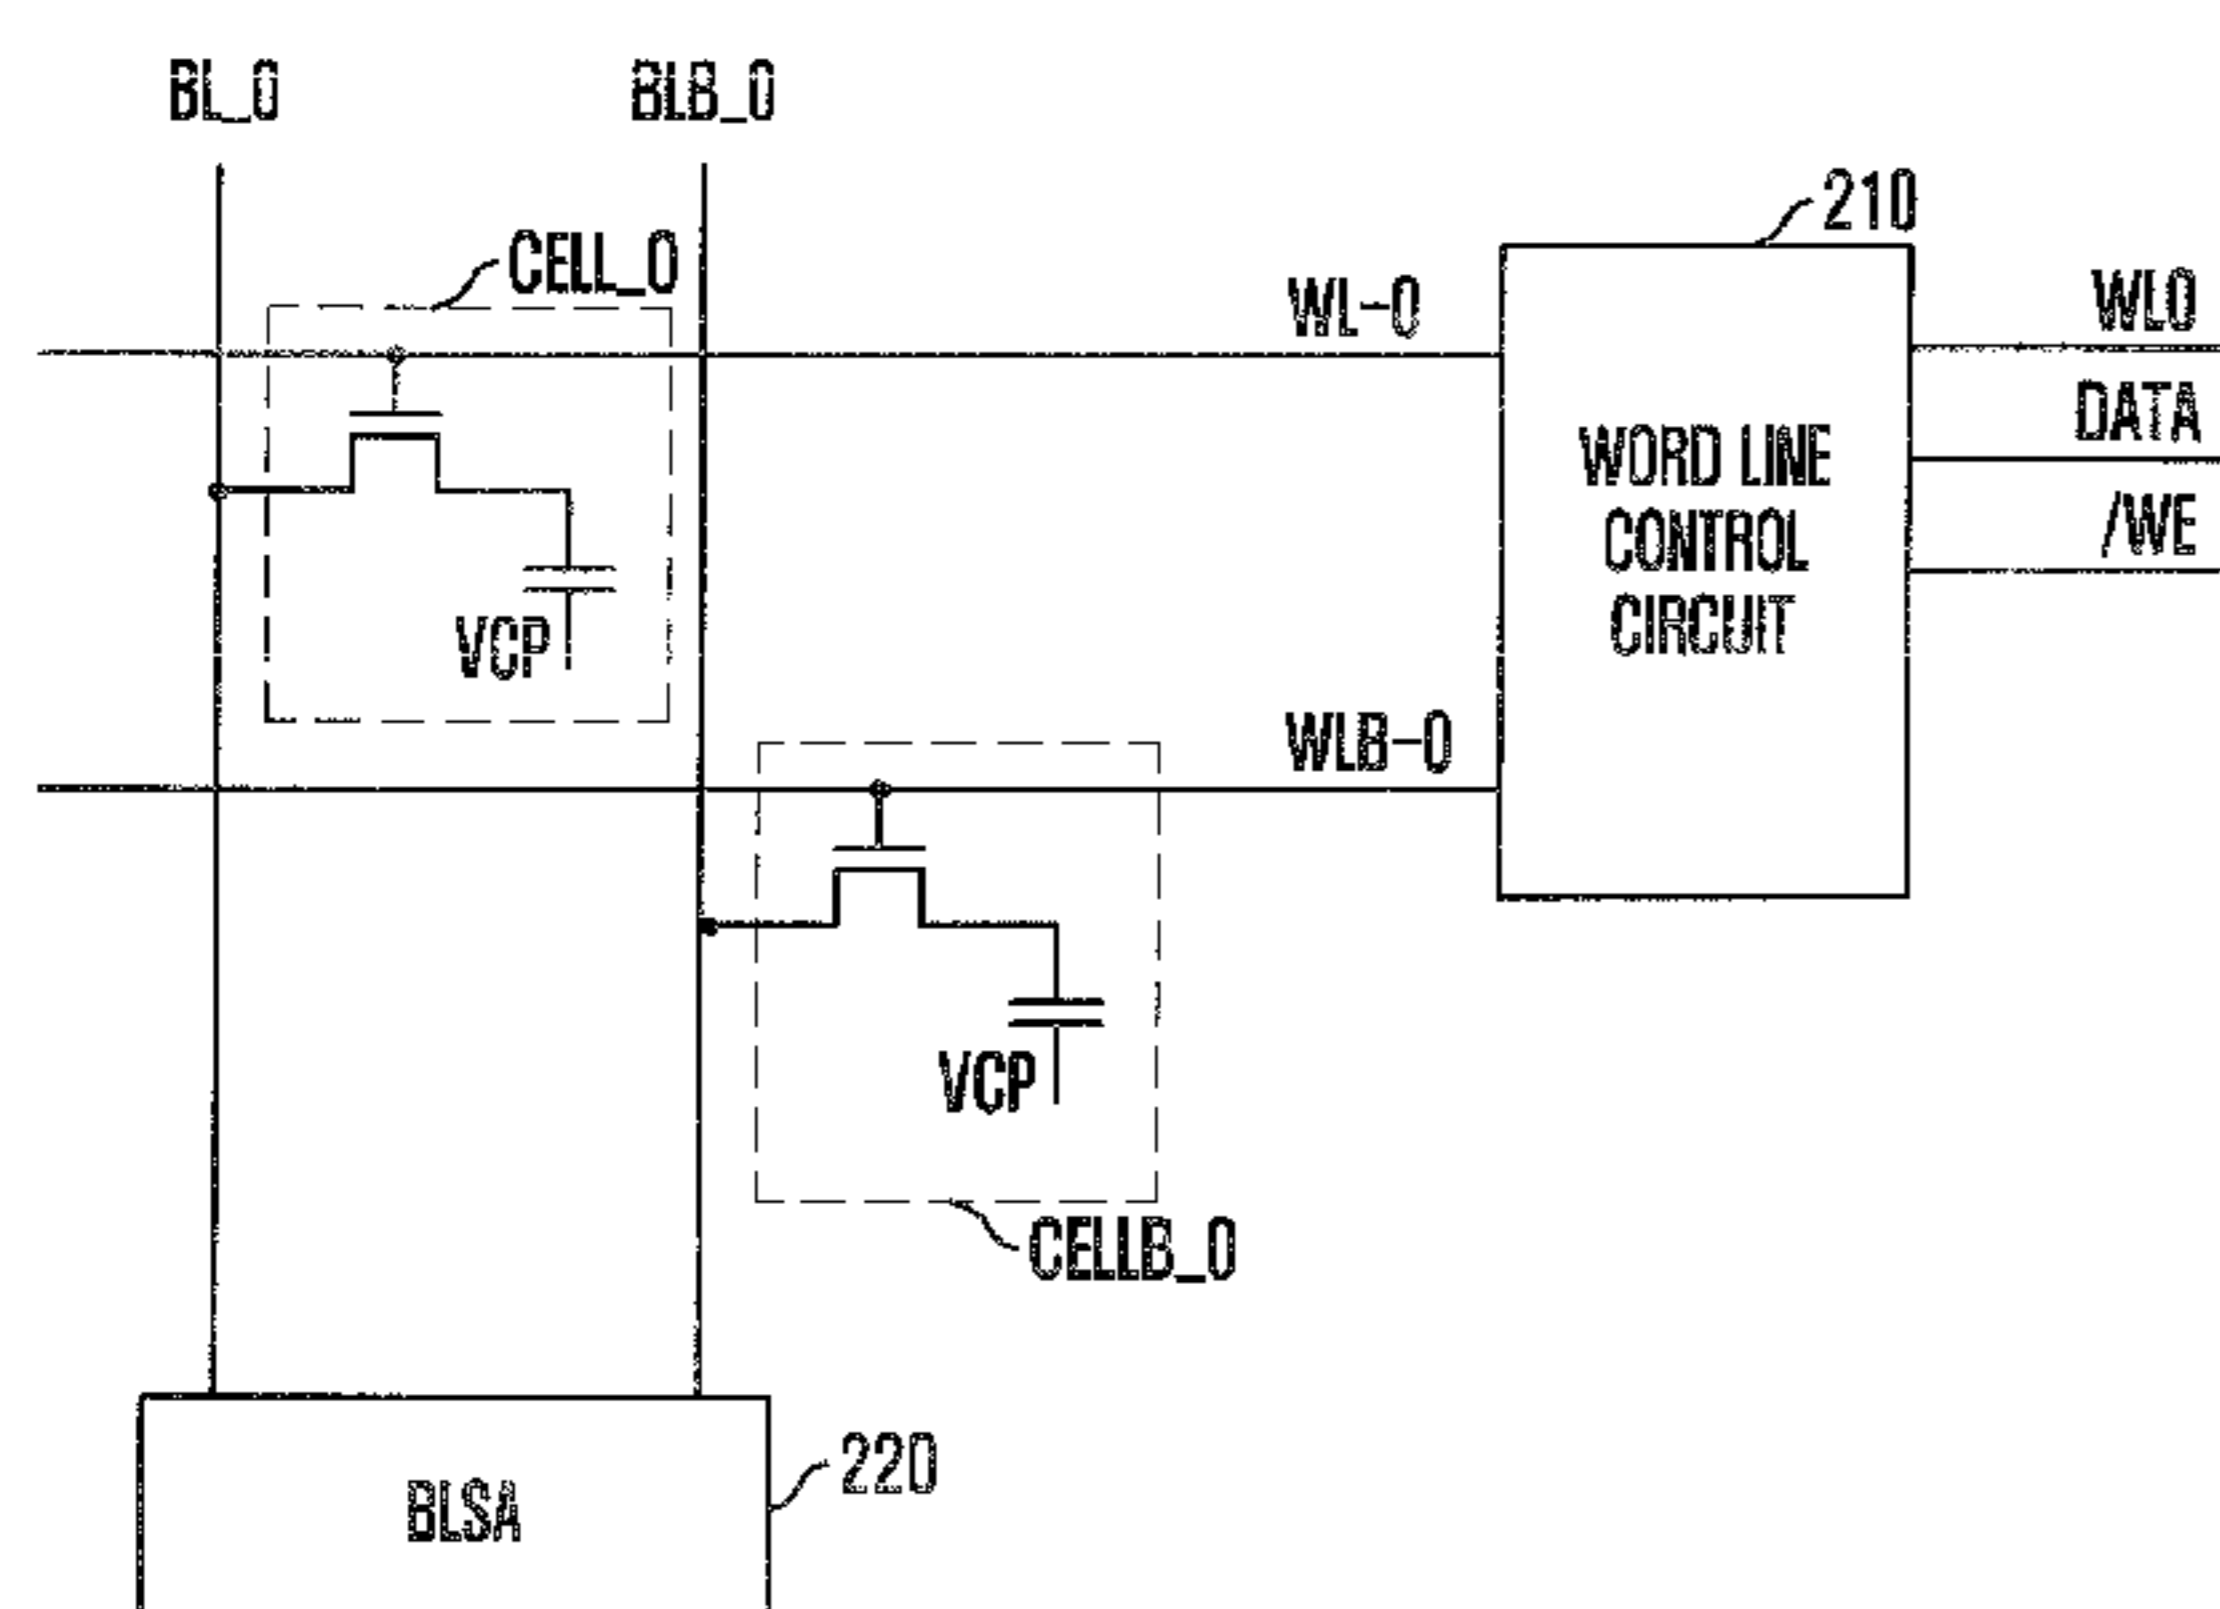 BL_0
BLB_0
210
CELL_0
WL-0
WL0
DATA
WORD LINE
CONTROL
CIRCUIT
/WE
VCP
WLB-0
VCP
CELLB_0
220
BLSA